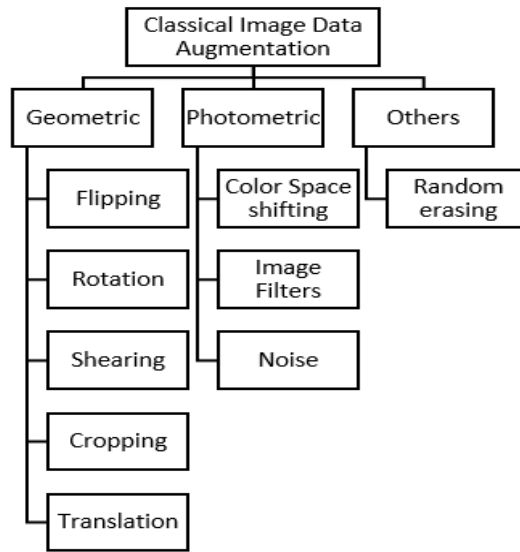 Classical Image Data
Augmentation
Geometric
Photometric
Others
Flipping
Color Space
shifting
Random
erasing
Rotation
Image
Filters
Shearing
Noise
Cropping
Translation